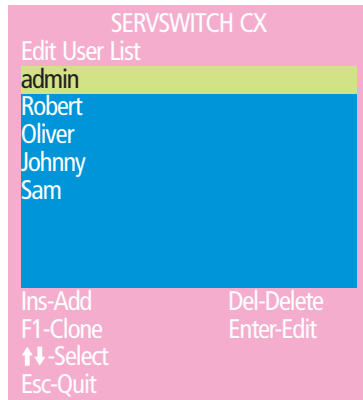 SERVSWITCH CX
Edit User List
admin
Robert
Oliver
Johnny
Sam
Ins-Add Del-Delete
F1-Clone Enter-Edit
↑↓-Select
Esc-Quit